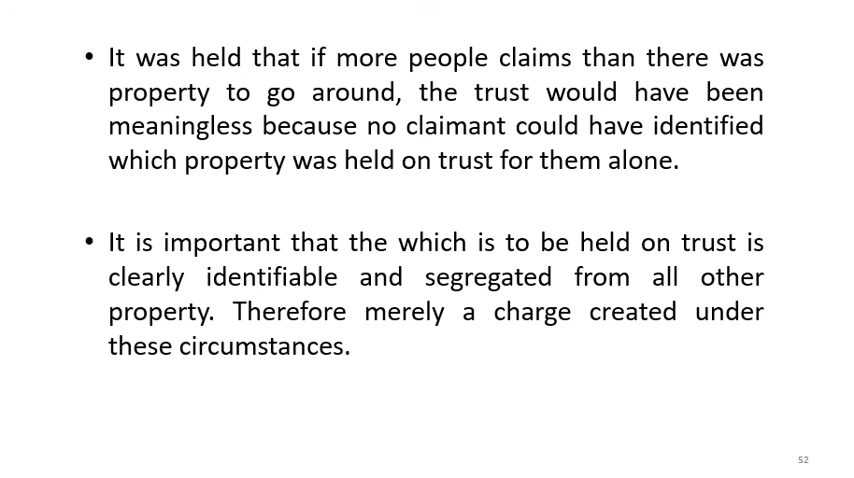 • It was held that if more people claims than there was
property to go around, the trust would have been
meaningless because no claimant could have identified
which property was held on trust for them alone.
• It is important that the which is to be held on trust is
clearly identifiable and segregated from all other
property. Therefore merely a charge created under
these circumstances.
52